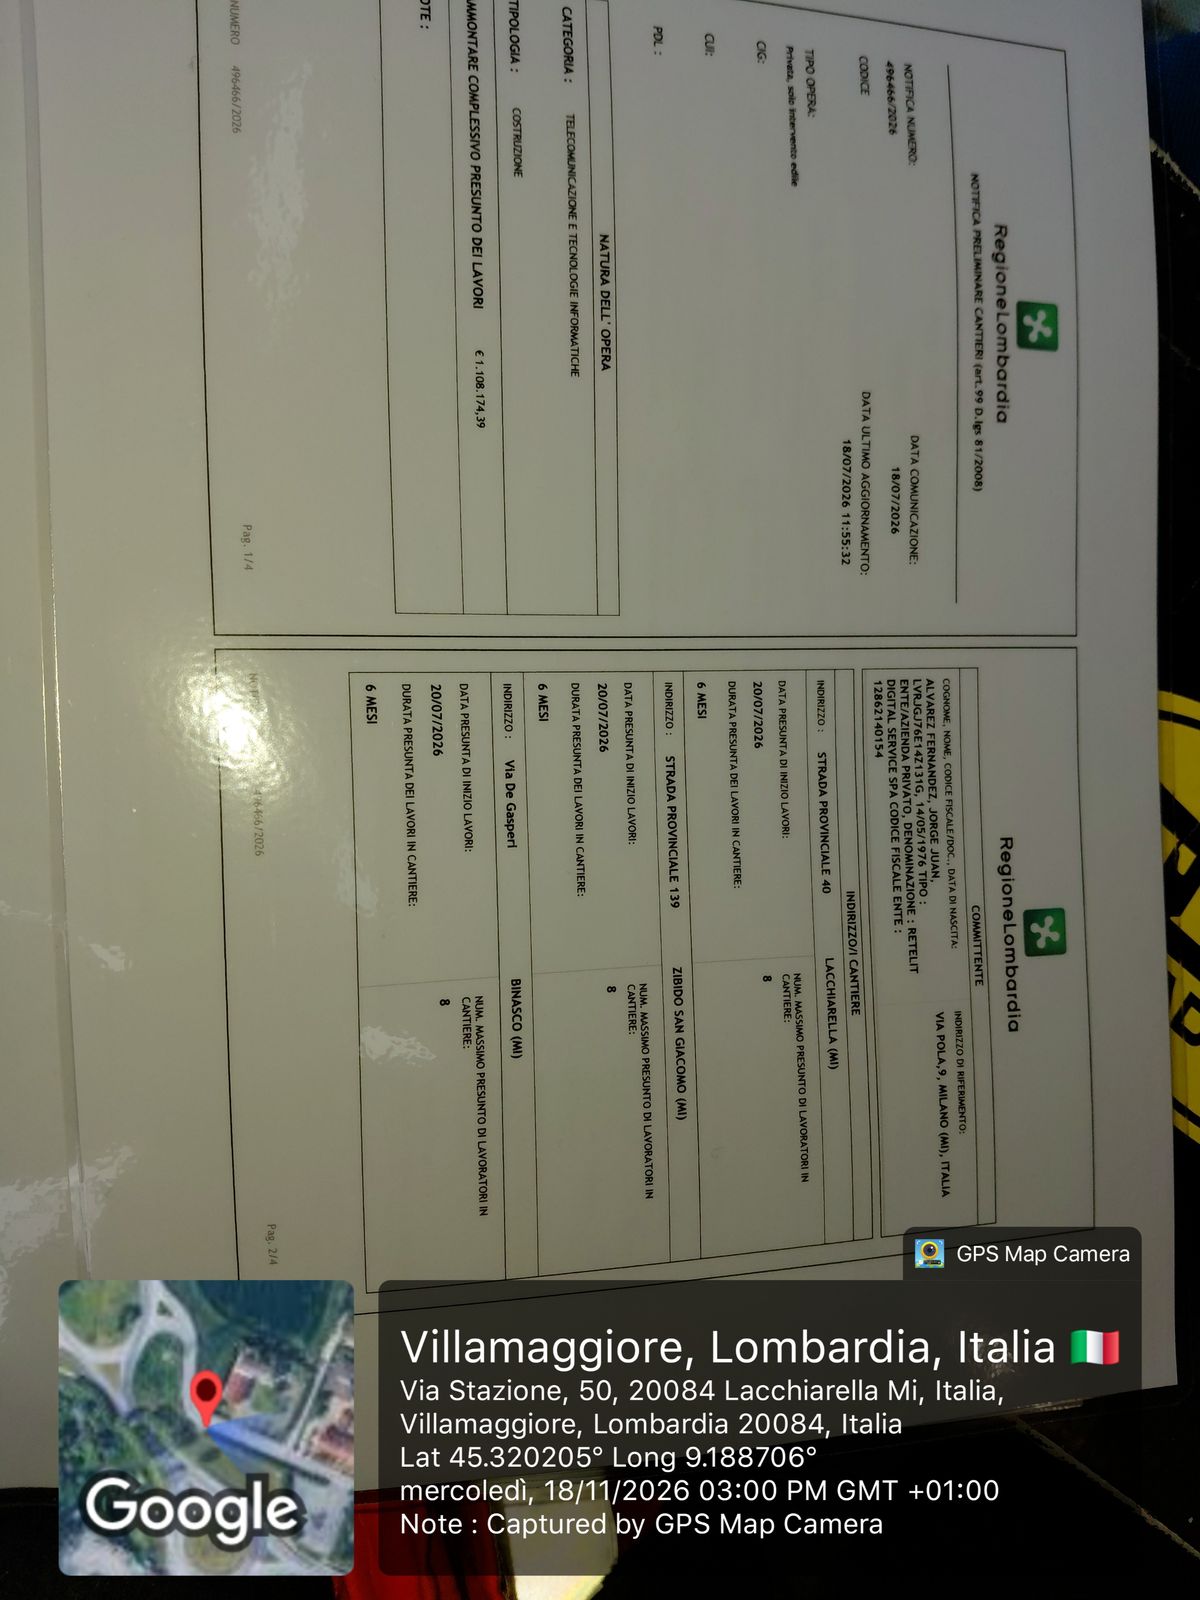 RegioneLombardia
NOTIFICA PRELIMINARE CANTIERI (art.99 D.lgs 81/2008)
NOTIFICA NUMERO:
496466/2026
DATA COMUNICAZIONE:
18/07/2026
CODICE
DATA ULTIMO AGGIORNAMENTO:
18/07/2026 11:55:32
TIPO OPERA:
Privata, solo intervento edile
CIG:
CUI:
PDL :
NATURA DELL' OPERA
CATEGORIA : TELECOMUNICAZIONE E TECNOLOGIE INFORMATICHE
TIPOLOGIA : COSTRUZIONE
AMMONTARE COMPLESSIVO PRESUNTO DEI LAVORI € 1.108.174,39
OTE :
NUMERO 496466/2026
Pag. 1/4
RegioneLombardia
COMMITTENTE
COGNOME, NOME, CODICE FISCALE/DOC., DATA DI NASCITA:
ALVAREZ FERNANDEZ, JORGE JUAN,
LVRJGJ76E14Z131G, 14/05/1976 TIPO :
ENTE/AZIENDA PRIVATO, DENOMINAZIONE : RETELIT
DIGITAL SERVICE SPA CODICE FISCALE ENTE :
12862140154
INDIRIZZO DI RIFERIMENTO:
VIA POLA,9, MILANO (MI), ITALIA
INDIRIZZO/I CANTIERE
INDIRIZZO : STRADA PROVINCIALE 40 LACCHIARELLA (MI)
DATA PRESUNTA DI INIZIO LAVORI:
20/07/2026
DURATA PRESUNTA DEI LAVORI IN CANTIERE:
6 MESI
NUM. MASSIMO PRESUNTO DI LAVORATORI IN
CANTIERE:
8
INDIRIZZO : STRADA PROVINCIALE 139 ZIBIDO SAN GIACOMO (MI)
DATA PRESUNTA DI INIZIO LAVORI:
20/07/2026
DURATA PRESUNTA DEI LAVORI IN CANTIERE:
6 MESI
NUM. MASSIMO PRESUNTO DI LAVORATORI IN
CANTIERE:
8
INDIRIZZO : Via De Gasperi BINASCO (MI)
DATA PRESUNTA DI INIZIO LAVORI:
20/07/2026
DURATA PRESUNTA DEI LAVORI IN CANTIERE:
6 MESI
NUM. MASSIMO PRESUNTO DI LAVORATORI IN
CANTIERE:
8
496466/2026
Pag. 2/4
GPS Map Camera
Google
Villamaggiore, Lombardia, Italia
Via Stazione, 50, 20084 Lacchiarella Mi, Italia,
Villamaggiore, Lombardia 20084, Italia
Lat 45.320205° Long 9.188706°
mercoledì, 18/11/2026 03:00 PM GMT +01:00
Note : Captured by GPS Map Camera